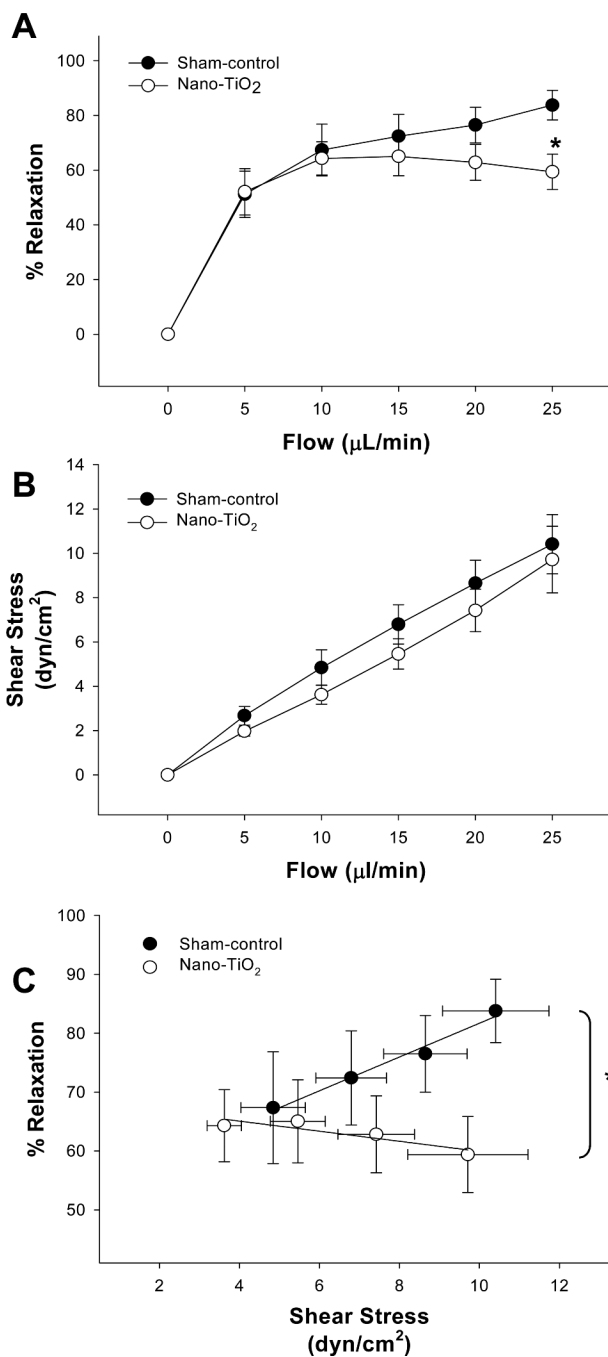 A
100
80
60
40
20
0
% Relaxation
Sham-control
Nano-TiO2
*
0 5 10 15 20 25
Flow (μL/min)
B
14
12
10
8
6
4
2
0
Shear Stress
(dyn/cm²)
Sham-control
Nano-TiO₂
0 5 10 15 20 25
Flow (μl/min)
C
100
90
80
70
60
50
% Relaxation
Sham-control
Nano-TiO₂
*
2 4 6 8 10 12
Shear Stress
(dyn/cm²)